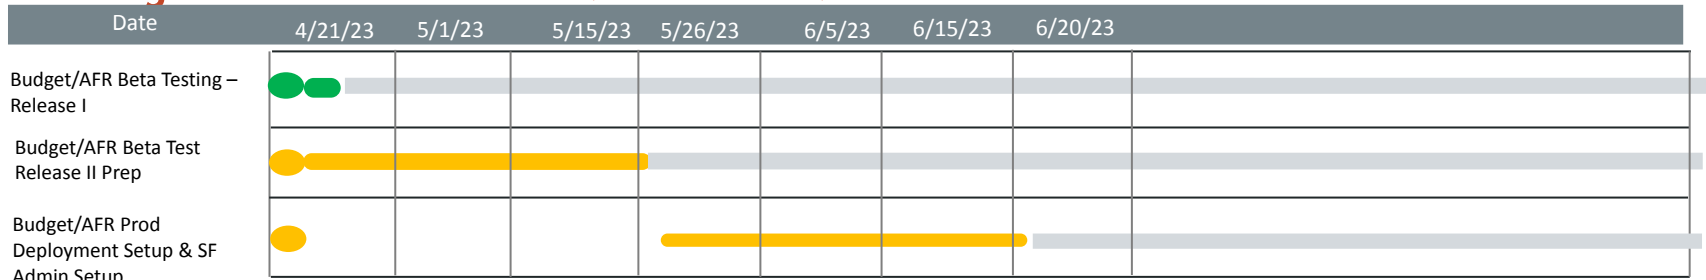 Date 4/21/23 5/1/23 5/15/23 5/26/23 6/5/23 6/15/23 6/20/23
Budget/AFR Beta Testing –
Release I
Budget/AFR Beta Test
Release II Prep
Budget/AFR Prod
Deployment Setup & SF
Admin Setup